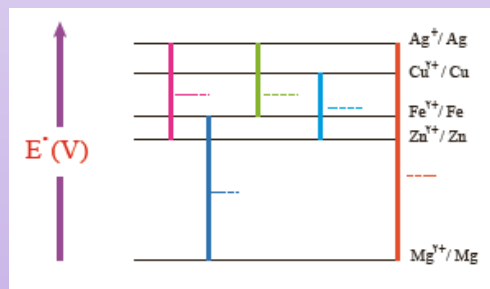 Ag⁺/ Ag
Cu²⁺/ Cu
Fe²⁺/ Fe
Zn²⁺/ Zn
E°(V)
Mg²⁺/ Mg